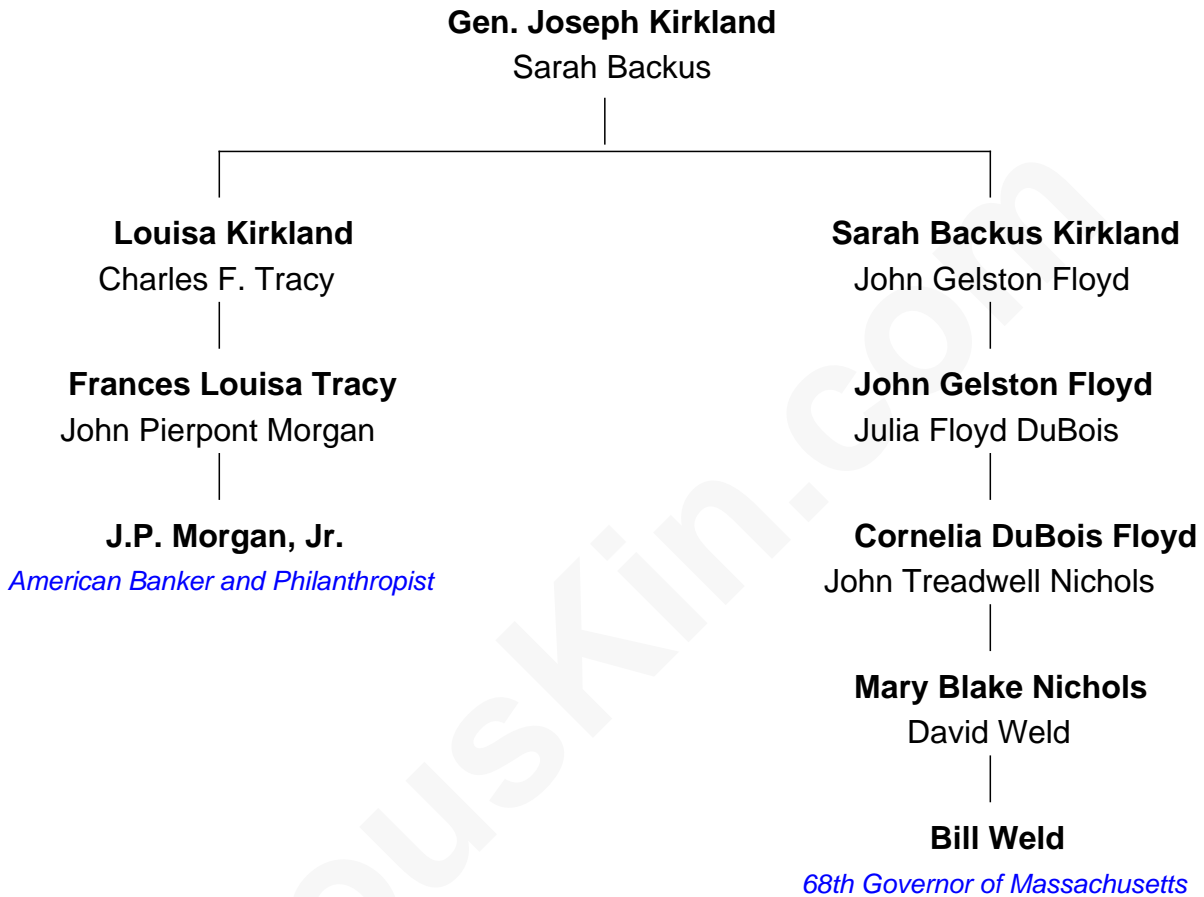 Gen. Joseph Kirkland
Sarah Backus
Louisa Kirkland
Charles F. Tracy
Sarah Backus Kirkland
John Gelston Floyd
Frances Louisa Tracy
John Pierpont Morgan
John Gelston Floyd
Julia Floyd DuBois
J.P. Morgan, Jr.
American Banker and Philanthropist
Cornelia DuBois Floyd
John Treadwell Nichols
Mary Blake Nichols
David Weld
Bill Weld
68th Governor of Massachusetts
ousKin.com